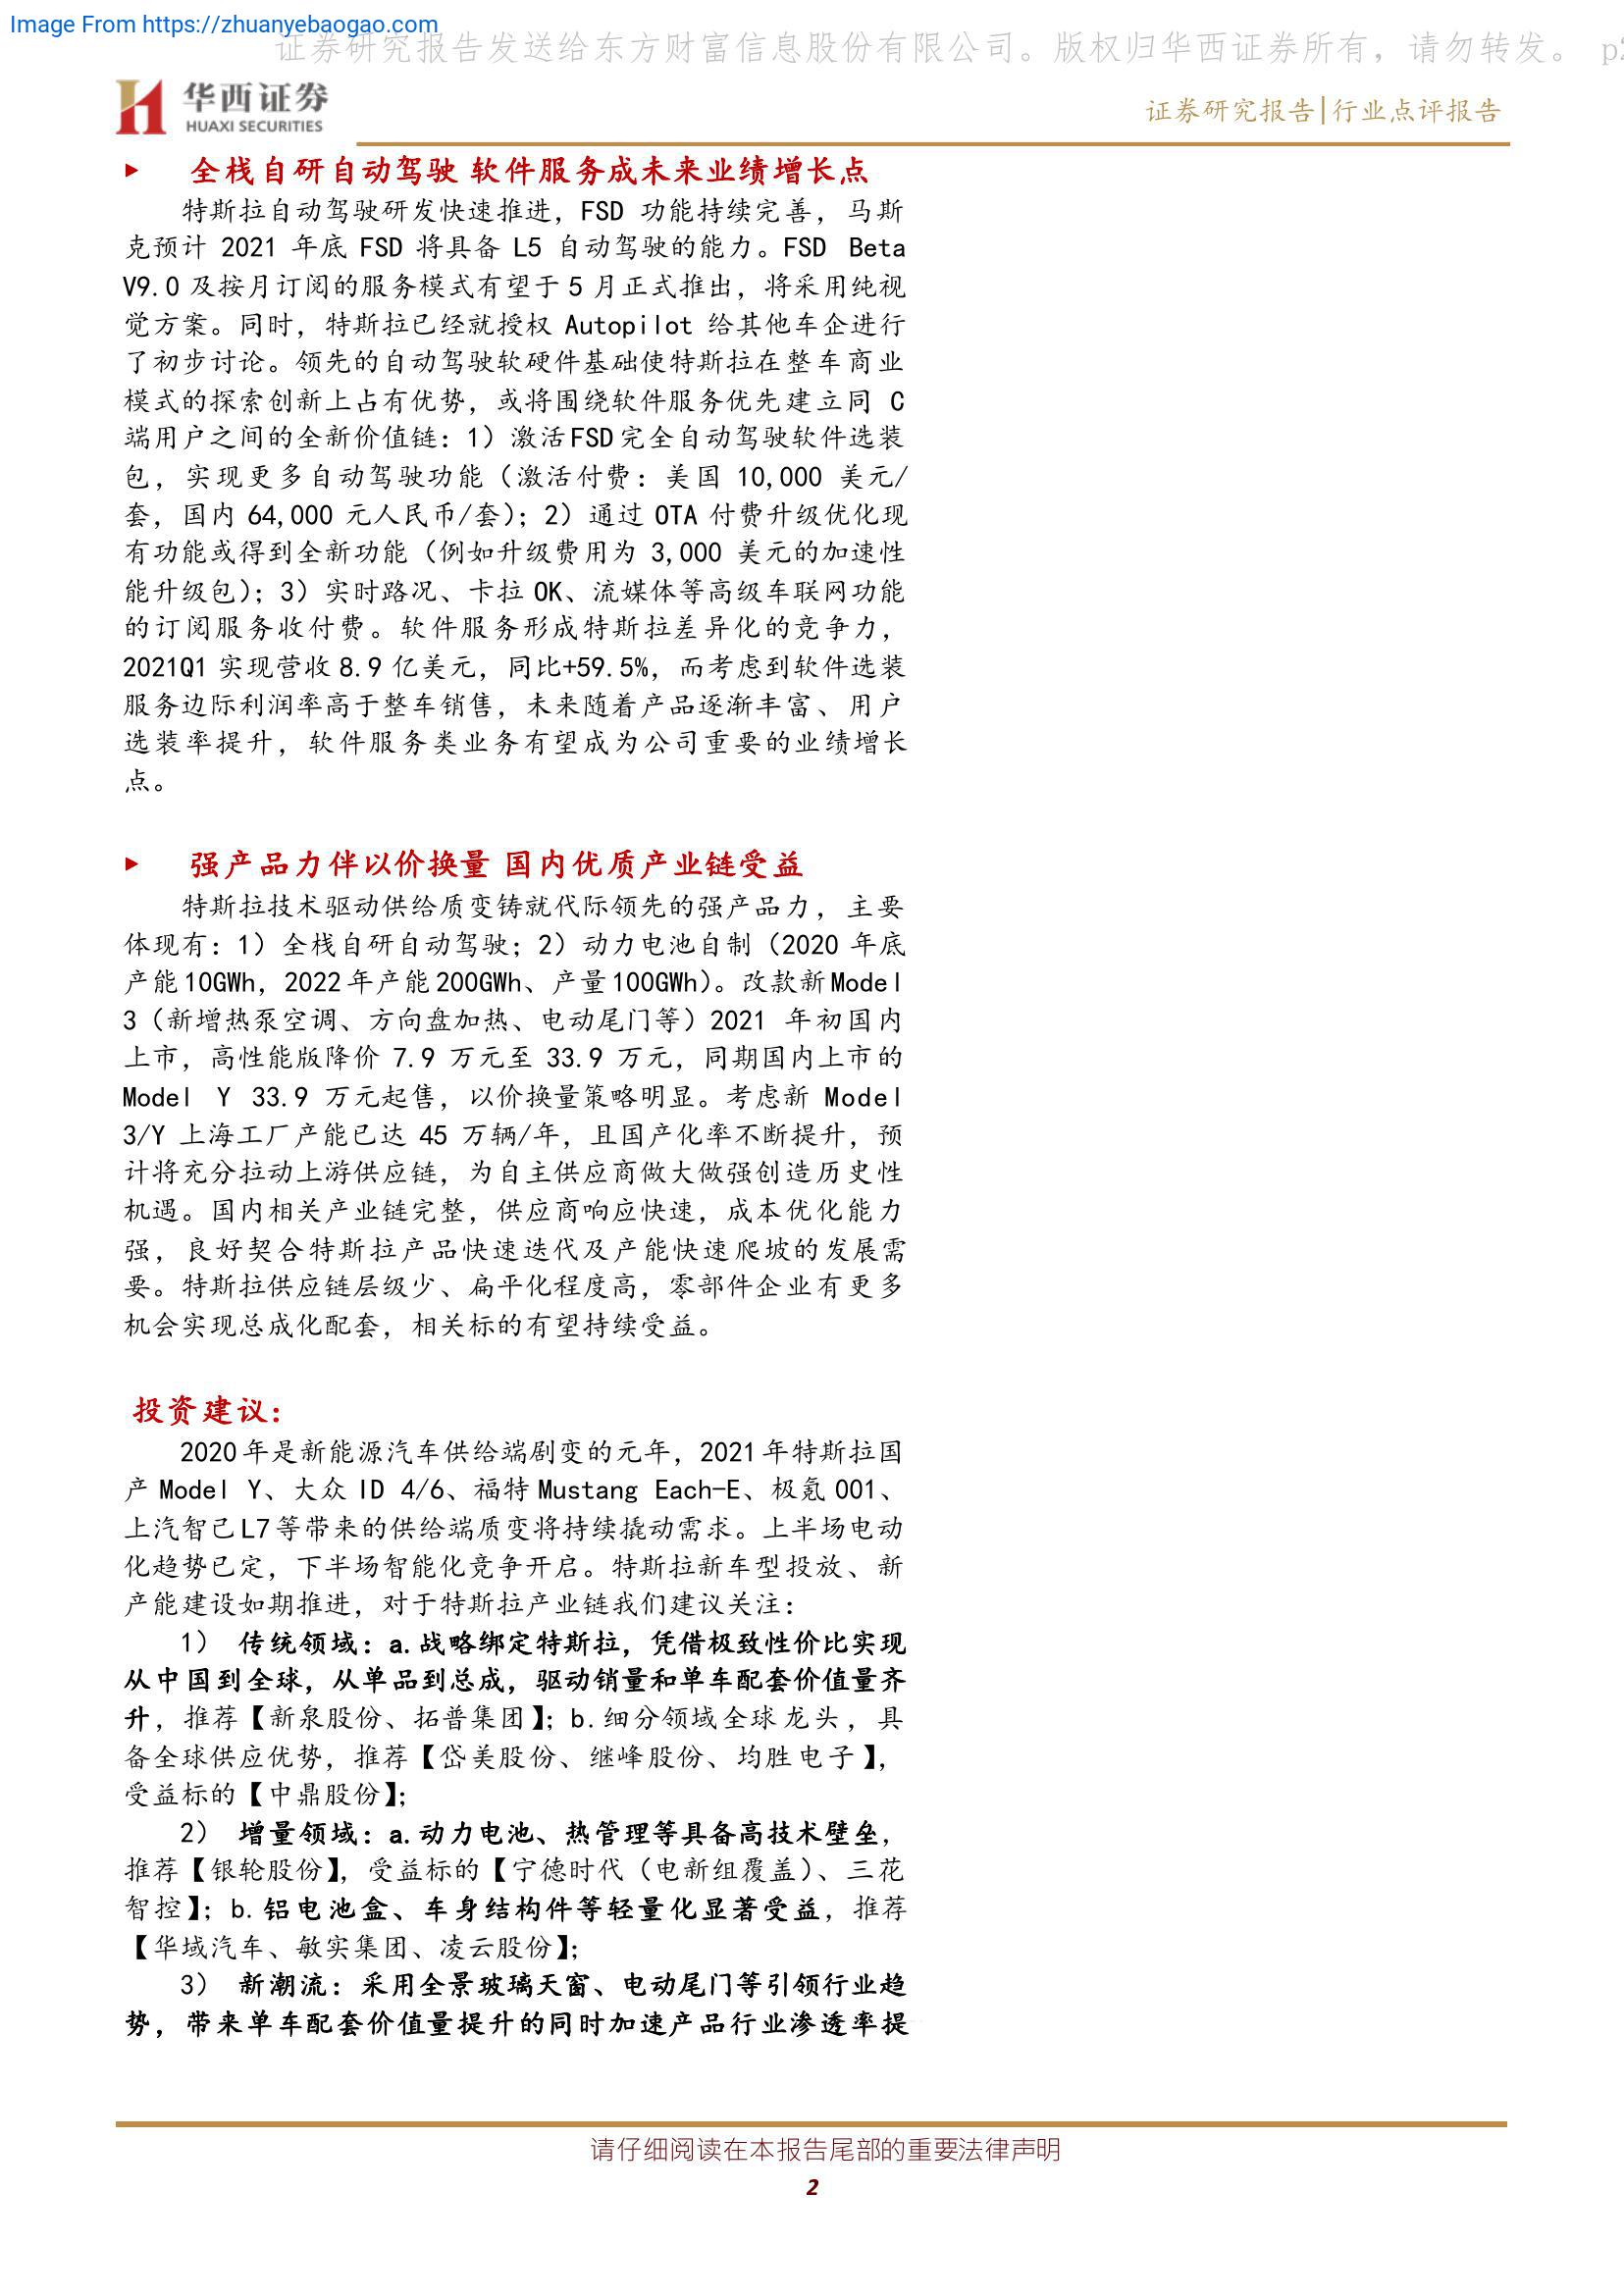 Image From https://zhuanyebaogao.com
证券研究报告发送给东方财富信息股份有限公司。版权归华西证券所有，请勿转发。 p2
华西证券
HUAXI SECURITIES
证券研究报告|行业点评报告
▸ 全栈自研自动驾驶 软件服务成未来业绩增长点
特斯拉自动驾驶研发快速推进，FSD 功能持续完善，马斯
克预计 2021 年底 FSD 将具备 L5 自动驾驶的能力。FSD Beta
V9.0 及按月订阅的服务模式有望于 5 月正式推出，将采用纯视
觉方案。同时，特斯拉已经就授权 Autopilot 给其他车企进行
了初步讨论。领先的自动驾驶软硬件基础使特斯拉在整车商业
模式的探索创新上占有优势，或将围绕软件服务优先建立同 C
端用户之间的全新价值链：1）激活 FSD 完全自动驾驶软件选装
包，实现更多自动驾驶功能（激活付费：美国 10,000 美元/
套，国内 64,000 元人民币/套）；2）通过 OTA 付费升级优化现
有功能或得到全新功能（例如升级费用为 3,000 美元的加速性
能升级包）；3）实时路况、卡拉 OK、流媒体等高级车联网功能
的订阅服务收付费。软件服务形成特斯拉差异化的竞争力，
2021Q1 实现营收 8.9 亿美元，同比+59.5%，而考虑到软件选装
服务边际利润率高于整车销售，未来随着产品逐渐丰富、用户
选装率提升，软件服务类业务有望成为公司重要的业绩增长
点。
▸ 强产品力伴以价换量 国内优质产业链受益
特斯拉技术驱动供给质变铸就代际领先的强产品力，主要
体现有：1）全栈自研自动驾驶；2）动力电池自制（2020 年底
产能 10GWh，2022 年产能 200GWh、产量 100GWh）。改款新 Model
3（新增热泵空调、方向盘加热、电动尾门等）2021 年初国内
上市，高性能版降价 7.9 万元至 33.9 万元，同期国内上市的
Model Y 33.9 万元起售，以价换量策略明显。考虑新 Model
3/Y 上海工厂产能已达 45 万辆/年，且国产化率不断提升，预
计将充分拉动上游供应链，为自主供应商做大做强创造历史性
机遇。国内相关产业链完整，供应商响应快速，成本优化能力
强，良好契合特斯拉产品快速迭代及产能快速爬坡的发展需
要。特斯拉供应链层级少、扁平化程度高，零部件企业有更多
机会实现总成化配套，相关标的有望持续受益。
投资建议：
2020 年是新能源汽车供给端剧变的元年，2021 年特斯拉国
产 Model Y、大众 ID 4/6、福特 Mustang Each-E、极氪 001、
上汽智己 L7 等带来的供给端质变将持续撬动需求。上半场电动
化趋势已定，下半场智能化竞争开启。特斯拉新车型投放、新
产能建设如期推进，对于特斯拉产业链我们建议关注：
1） 传统领域：a.战略绑定特斯拉，凭借极致性价比实现
从中国到全球，从单品到总成，驱动销量和单车配套价值量齐
升，推荐【新泉股份、拓普集团】；b.细分领域全球龙头，具
备全球供应优势，推荐【岱美股份、继峰股份、均胜电子】，
受益标的【中鼎股份】；
2） 增量领域：a.动力电池、热管理等具备高技术壁垒，
推荐【银轮股份】，受益标的【宁德时代（电新组覆盖）、三花
智控】；b.铝电池盒、车身结构件等轻量化显著受益，推荐
【华域汽车、敏实集团、凌云股份】；
3） 新潮流：采用全景玻璃天窗、电动尾门等引领行业趋
势，带来单车配套价值量提升的同时加速产品行业渗透率提
请仔细阅读在本报告尾部的重要法律声明
2